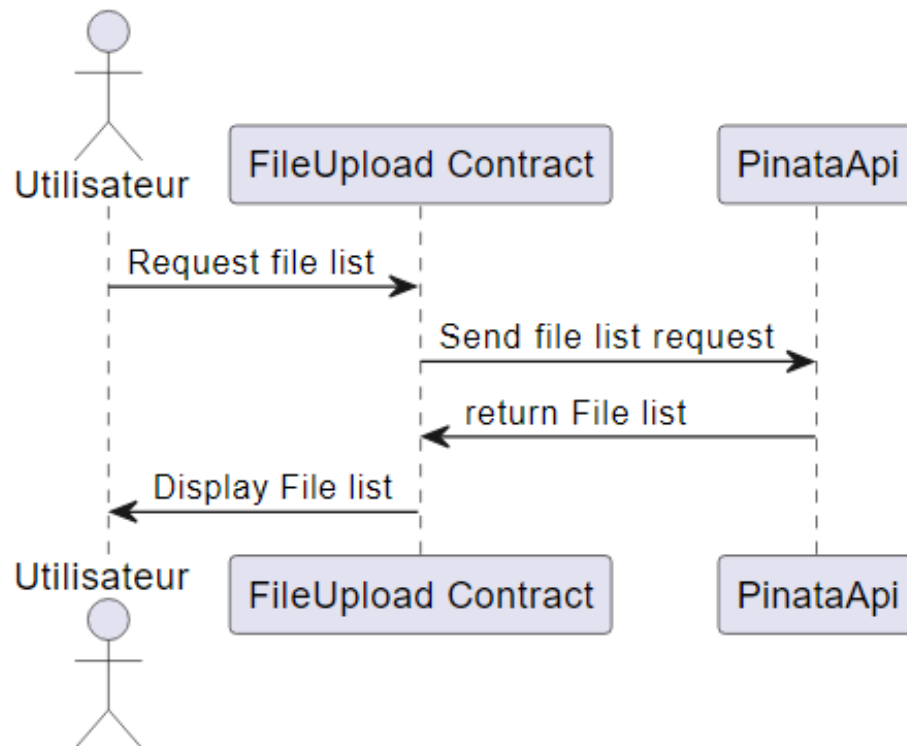 Utilisateur
FileUpload Contract
PinataApi
Request file list
Send file list request
return File list
Display File list
Utilisateur
FileUpload Contract
PinataApi